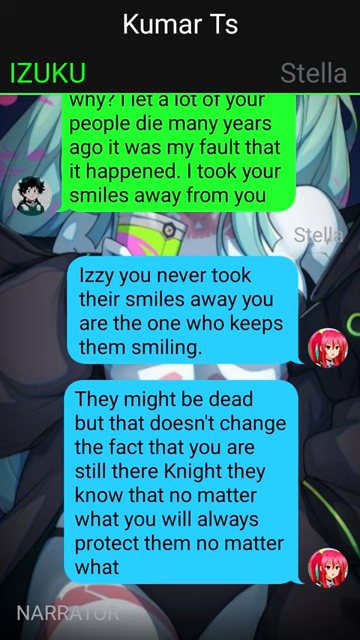 Kumar Ts
IZUKU
Stella
why? I let a lot of your
people die many years
ago it was my fault that
it happened. I took your
smiles away from you
Stella
Izzy you never took
their smiles away you
are the one who keeps
them smiling.
They might be dead
but that doesn't change
the fact that you are
still there Knight they
know that no matter
what you will always
protect them no matter
what
NARRATOR